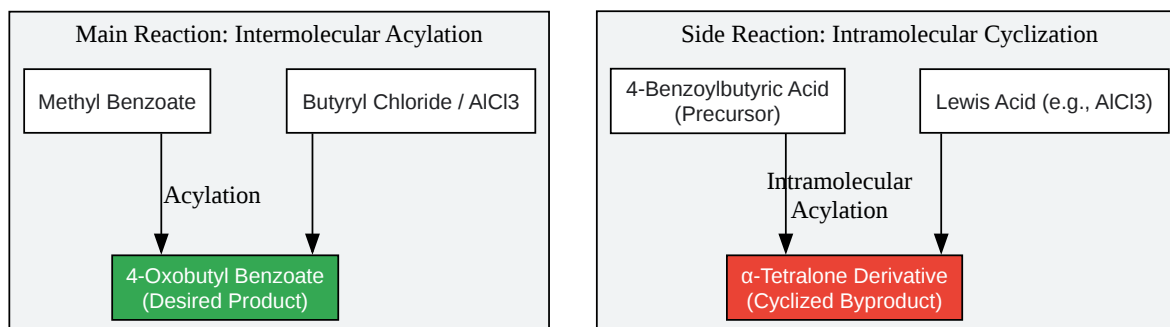 Main Reaction: Intermolecular Acylation
Methyl Benzoate
Butyryl Chloride / AlCl3
Acylation
4-Oxobutyl Benzoate
(Desired Product)
Side Reaction: Intramolecular Cyclization
4-Benzoylbutyric Acid
(Precursor)
Lewis Acid (e.g., AlCl3)
Intramolecular
Acylation
α-Tetralone Derivative
(Cyclized Byproduct)